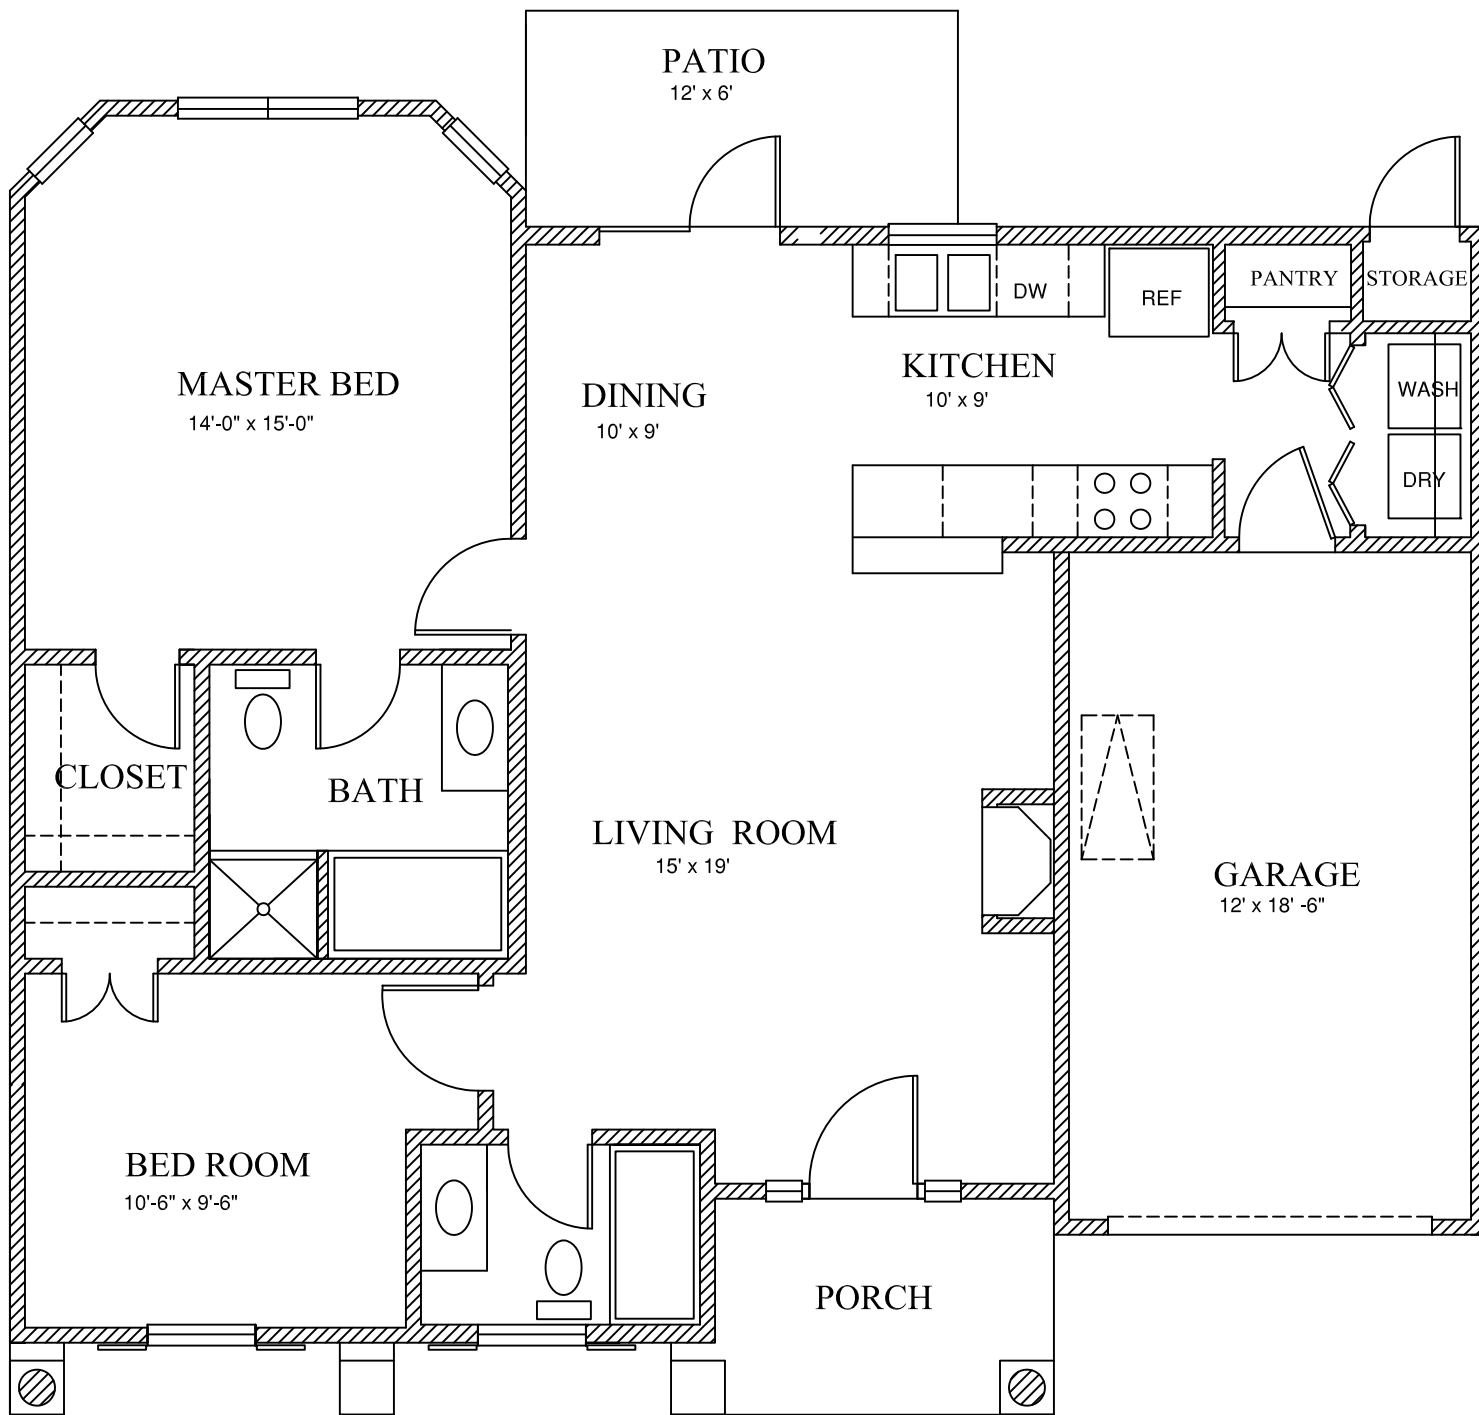 PATIO
12' x 6'
PANTRY
STORAGE
DW
REF
KITCHEN
10' x 9'
MASTER BED
14'-0" x 15'-0"
DINING
10' x 9'
WASH
DRY
CLOSET
BATH
LIVING ROOM
15' x 19'
GARAGE
12' x 18' -6"
BED ROOM
10'-6" x 9'-6"
PORCH